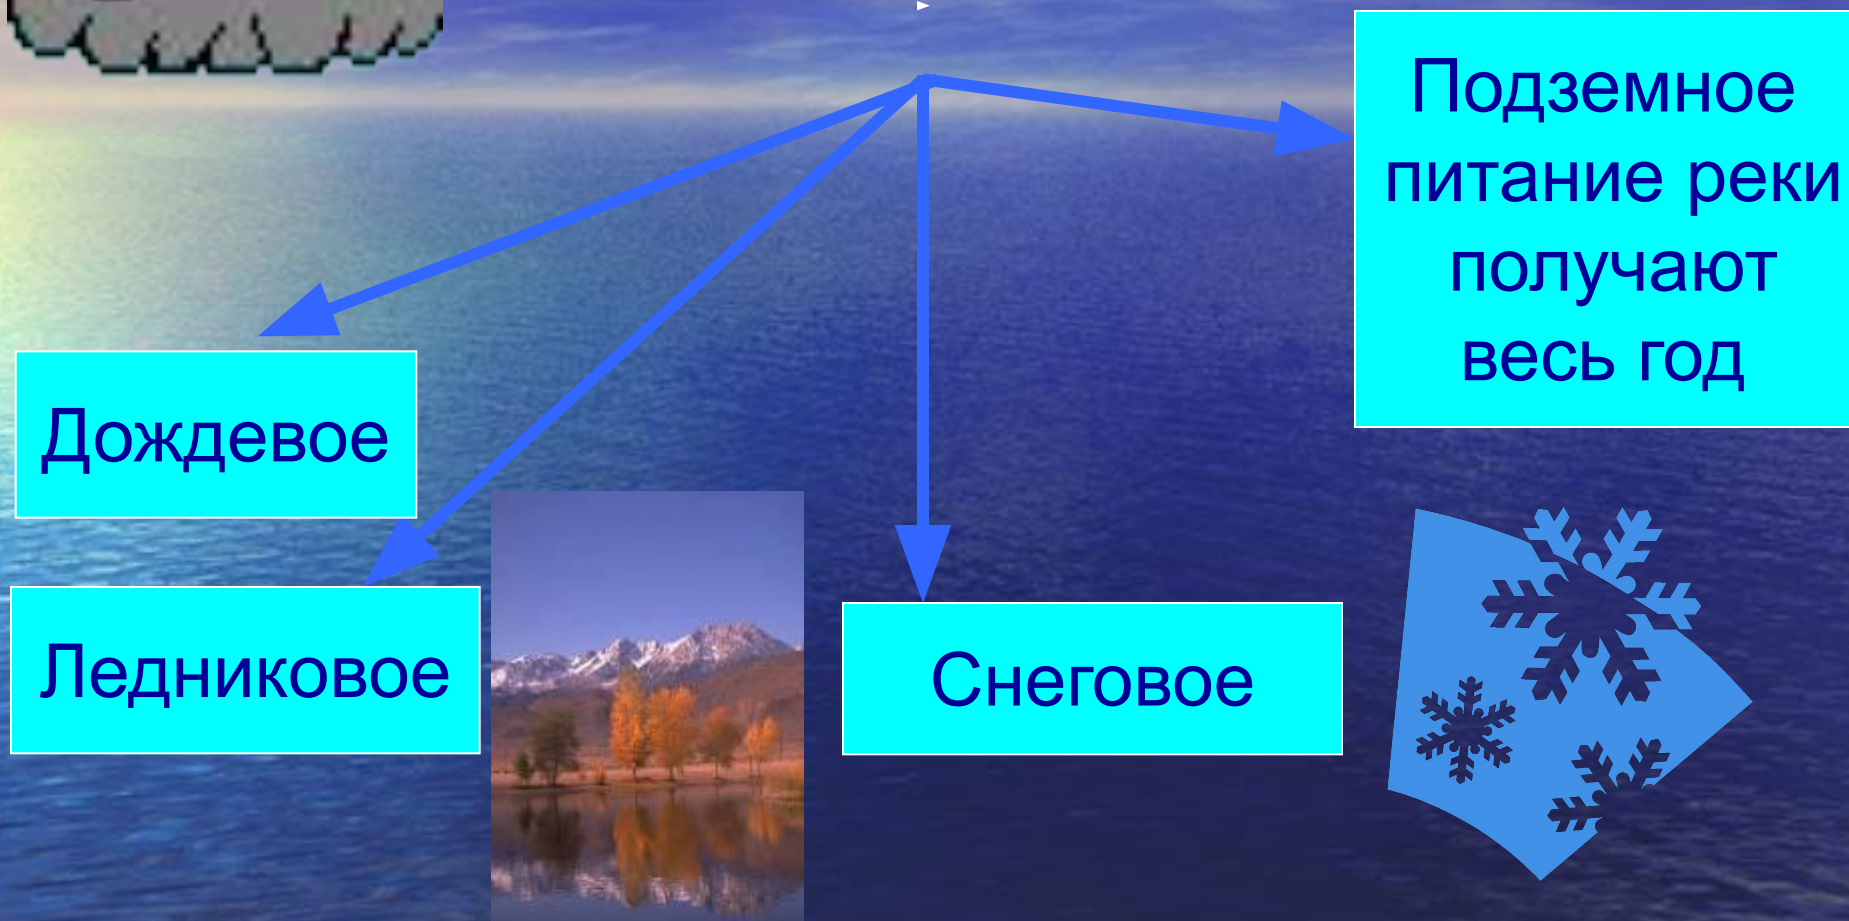 Подземное
питание реки
получают
весь год
Дождевое
Ледниковое
Снеговое